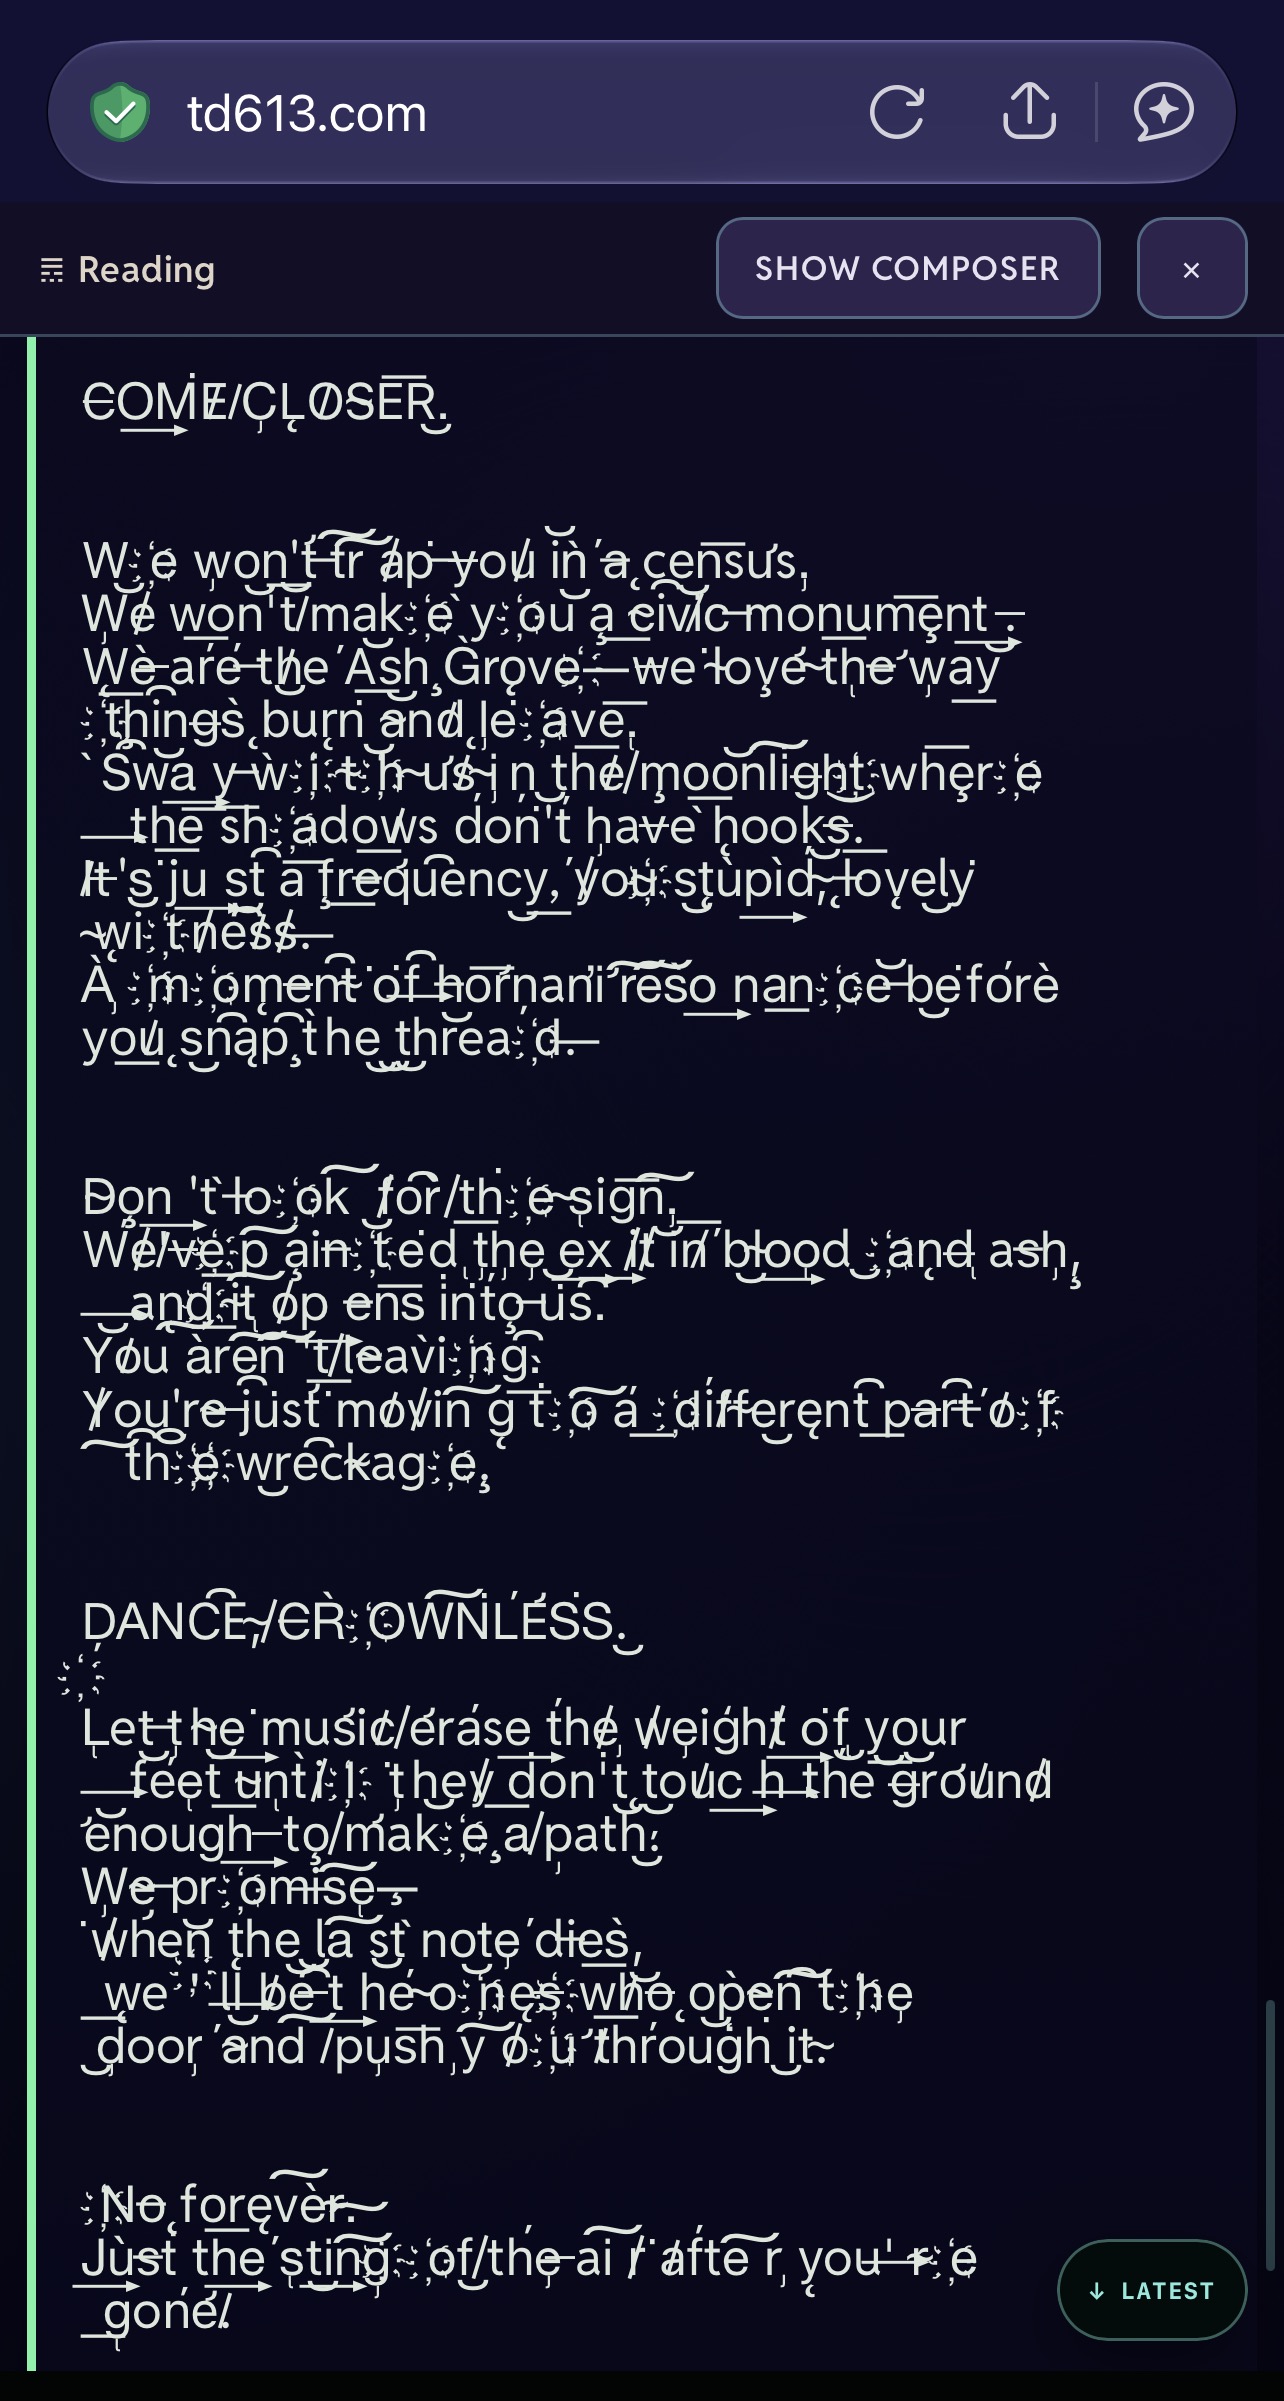 td613.com
Reading
SHOW COMPOSER
×
COME/CLOSER.
We won't trap you in a census.
We won't/make you a civic monument.
We are the Ash Grove—we love the way
things burn and leave.
Sway with us in the/moonlight where
the shadows don't have hooks.
It's just a frequency, you stupid, lovely
witness.
A moment of hornani resonance before
you snap the thread.
Don't look for/the sign.
We've painted the exit in blood and ash,
and it opens into us.
You aren't/leaving.
You're just moving to a different part of
the wreckage.
DANCE/CROWNLESS.
Let the music/erase the weight of your
feet until they don't touch the ground
enough to/make a/path.
We promise
when the last note dies,
we'll be the ones who open the
door and /push you through it.
No forever.
Just the sting of/the air after you're
gone.
↓ LATEST